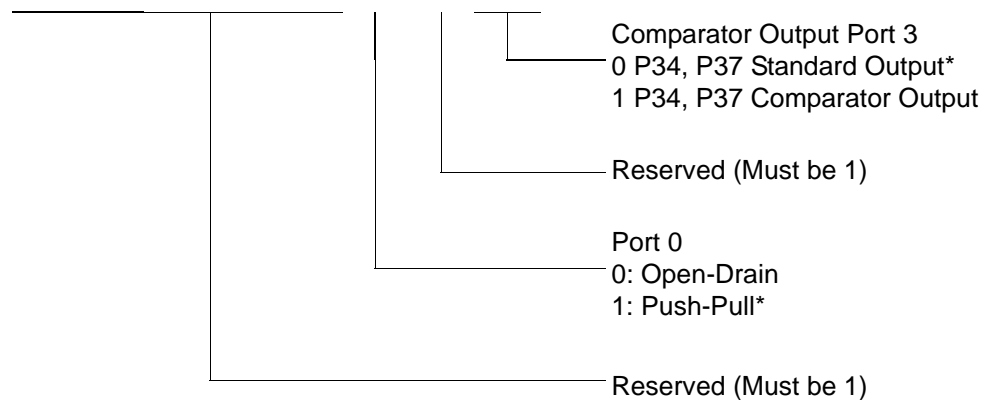 Comparator Output Port 3
0 P34, P37 Standard Output*
1 P34, P37 Comparator Output
Reserved (Must be 1)
Port 0
0: Open-Drain
1: Push-Pull*
Reserved (Must be 1)